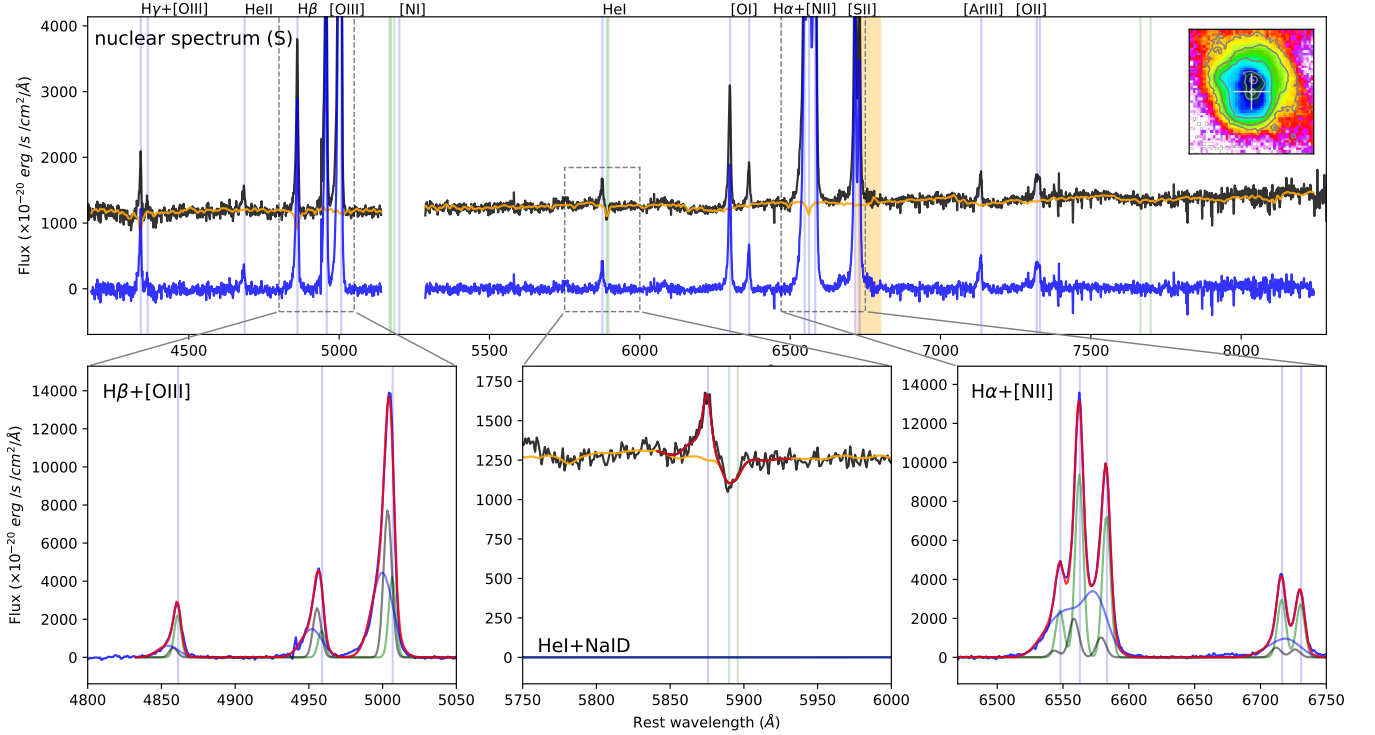 Hγ+[OIII] HeII Hβ [OIII] [NI] HeI [OI] Hα+[NII] [SII] [ArIII] [OII]
nuclear spectrum (S)
Flux (×10⁻²⁰ erg /s /cm²/Å)
4000
3000
2000
1000
0
4500 5000 5500 6000 6500 7000 7500 8000
Hβ+[OIII]
Flux (×10⁻²⁰ erg /s /cm²/Å)
14000
12000
10000
8000
6000
4000
2000
0
4800 4850 4900 4950 5000 5050
1750
1500
1250
1000
750
500
250
0
HeI+NaID
5750 5800 5850 5900 5950 6000
Rest wavelength (Å)
Hα+[NII]
14000
12000
10000
8000
6000
4000
2000
0
6500 6550 6600 6650 6700 6750